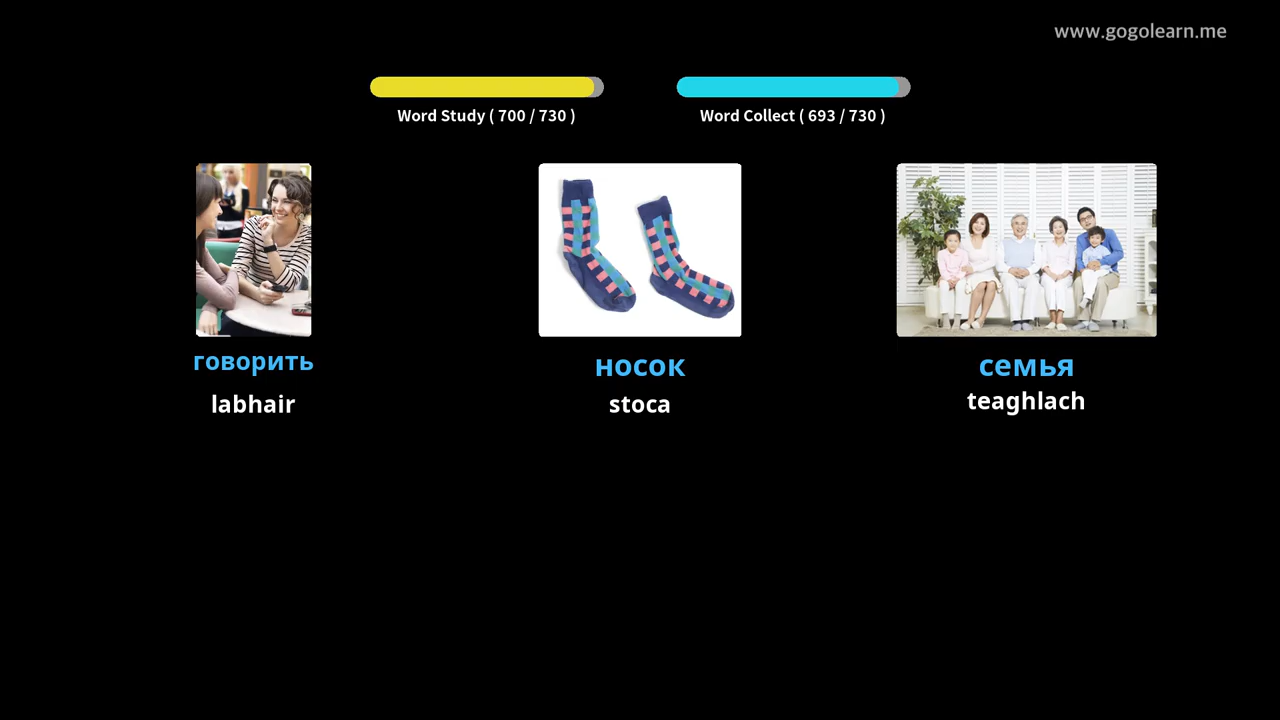 www.gogolearn.me
Word Study ( 700 / 730 )
Word Collect ( 693 / 730 )
говорить
носок
семья
labhair
stoca
teaghlach